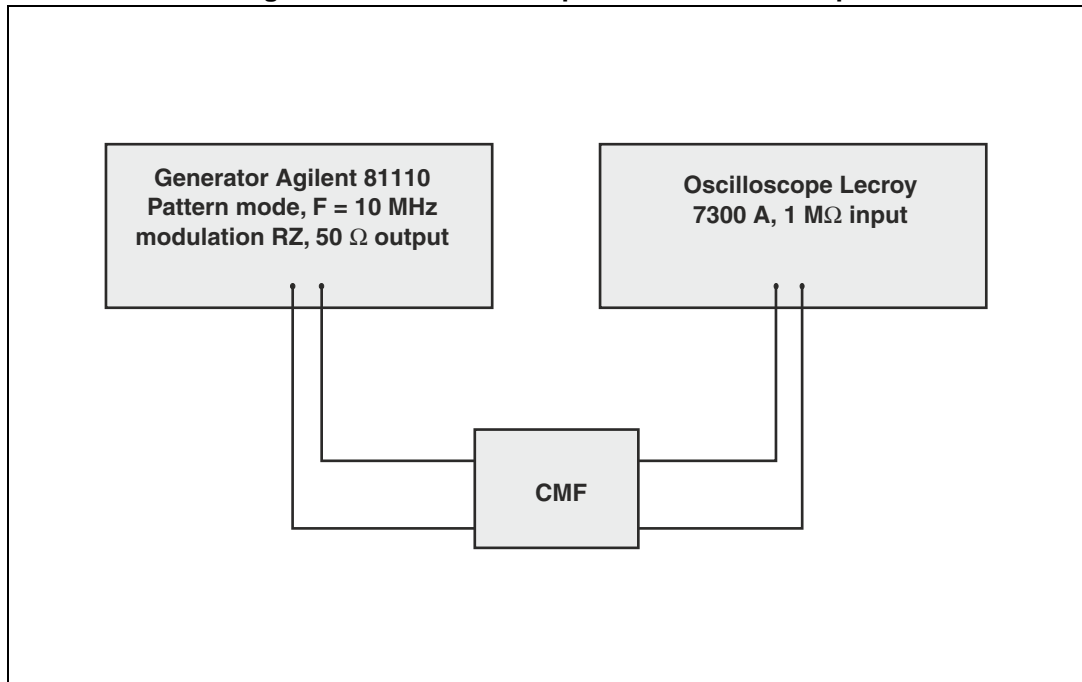 Generator Agilent 81110
Pattern mode, F = 10 MHz
modulation RZ, 50 Ω output
Oscilloscope Lecroy
7300 A, 1 MΩ input
CMF